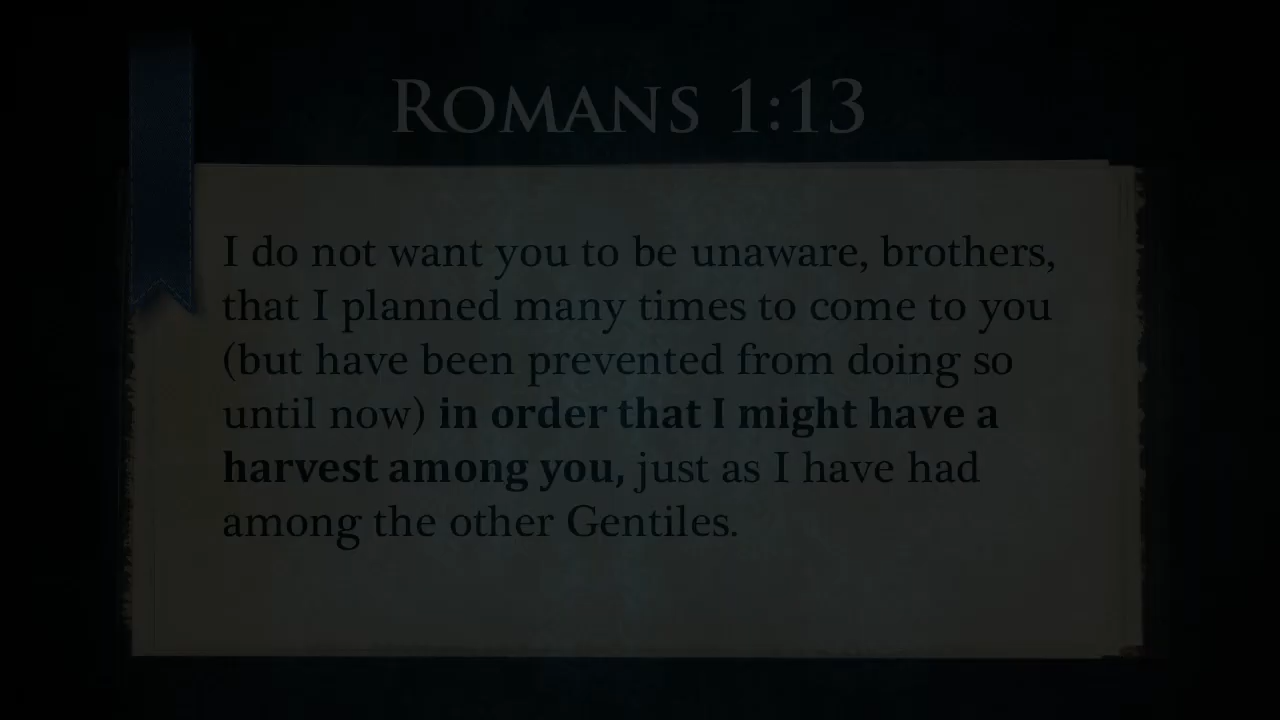 Romans 1:13
I do not want you to be unaware, brothers,
that I planned many times to come to you
(but have been prevented from doing so
until now) in order that I might have a
harvest among you, just as I have had
among the other Gentiles.